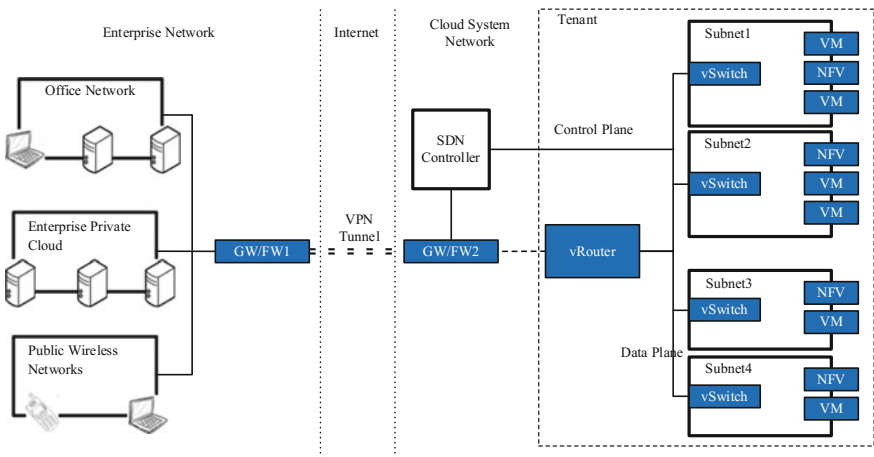 Enterprise Network
Internet
Cloud System
Network
Tenant
Office Network
Enterprise Private
Cloud
Public Wireless
Networks
GW/FW1
VPN
Tunnel
SDN
Controller
GW/FW2
Control Plane
vRouter
Data Plane
Subnet1
vSwitch
VM
NFV
VM
Subnet2
vSwitch
NFV
VM
VM
Subnet3
vSwitch
NFV
VM
Subnet4
vSwitch
NFV
VM